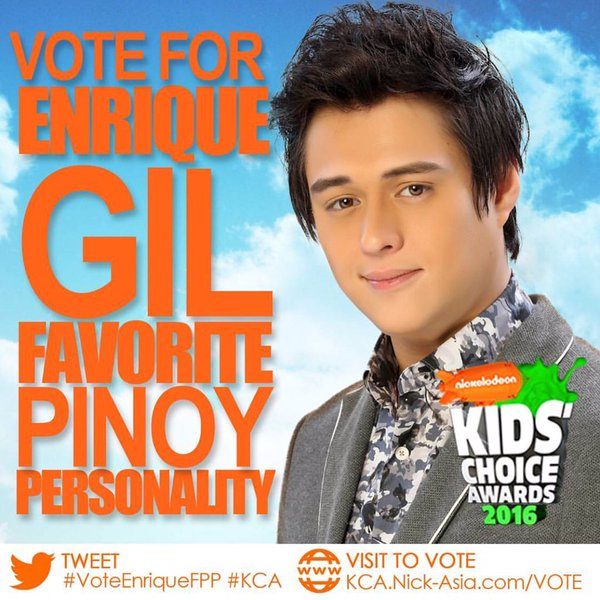 VOTE FOR
ENRIQUE
GIL
FAVORITE
PINOY
PERSONALITY
nickelodeon
KIDS'
CHOICE
AWARDS
2016
TWEET
#VoteEnriqueFPP #KCA
www
VISIT TO VOTE
KCA.Nick-Asia.com/VOTE